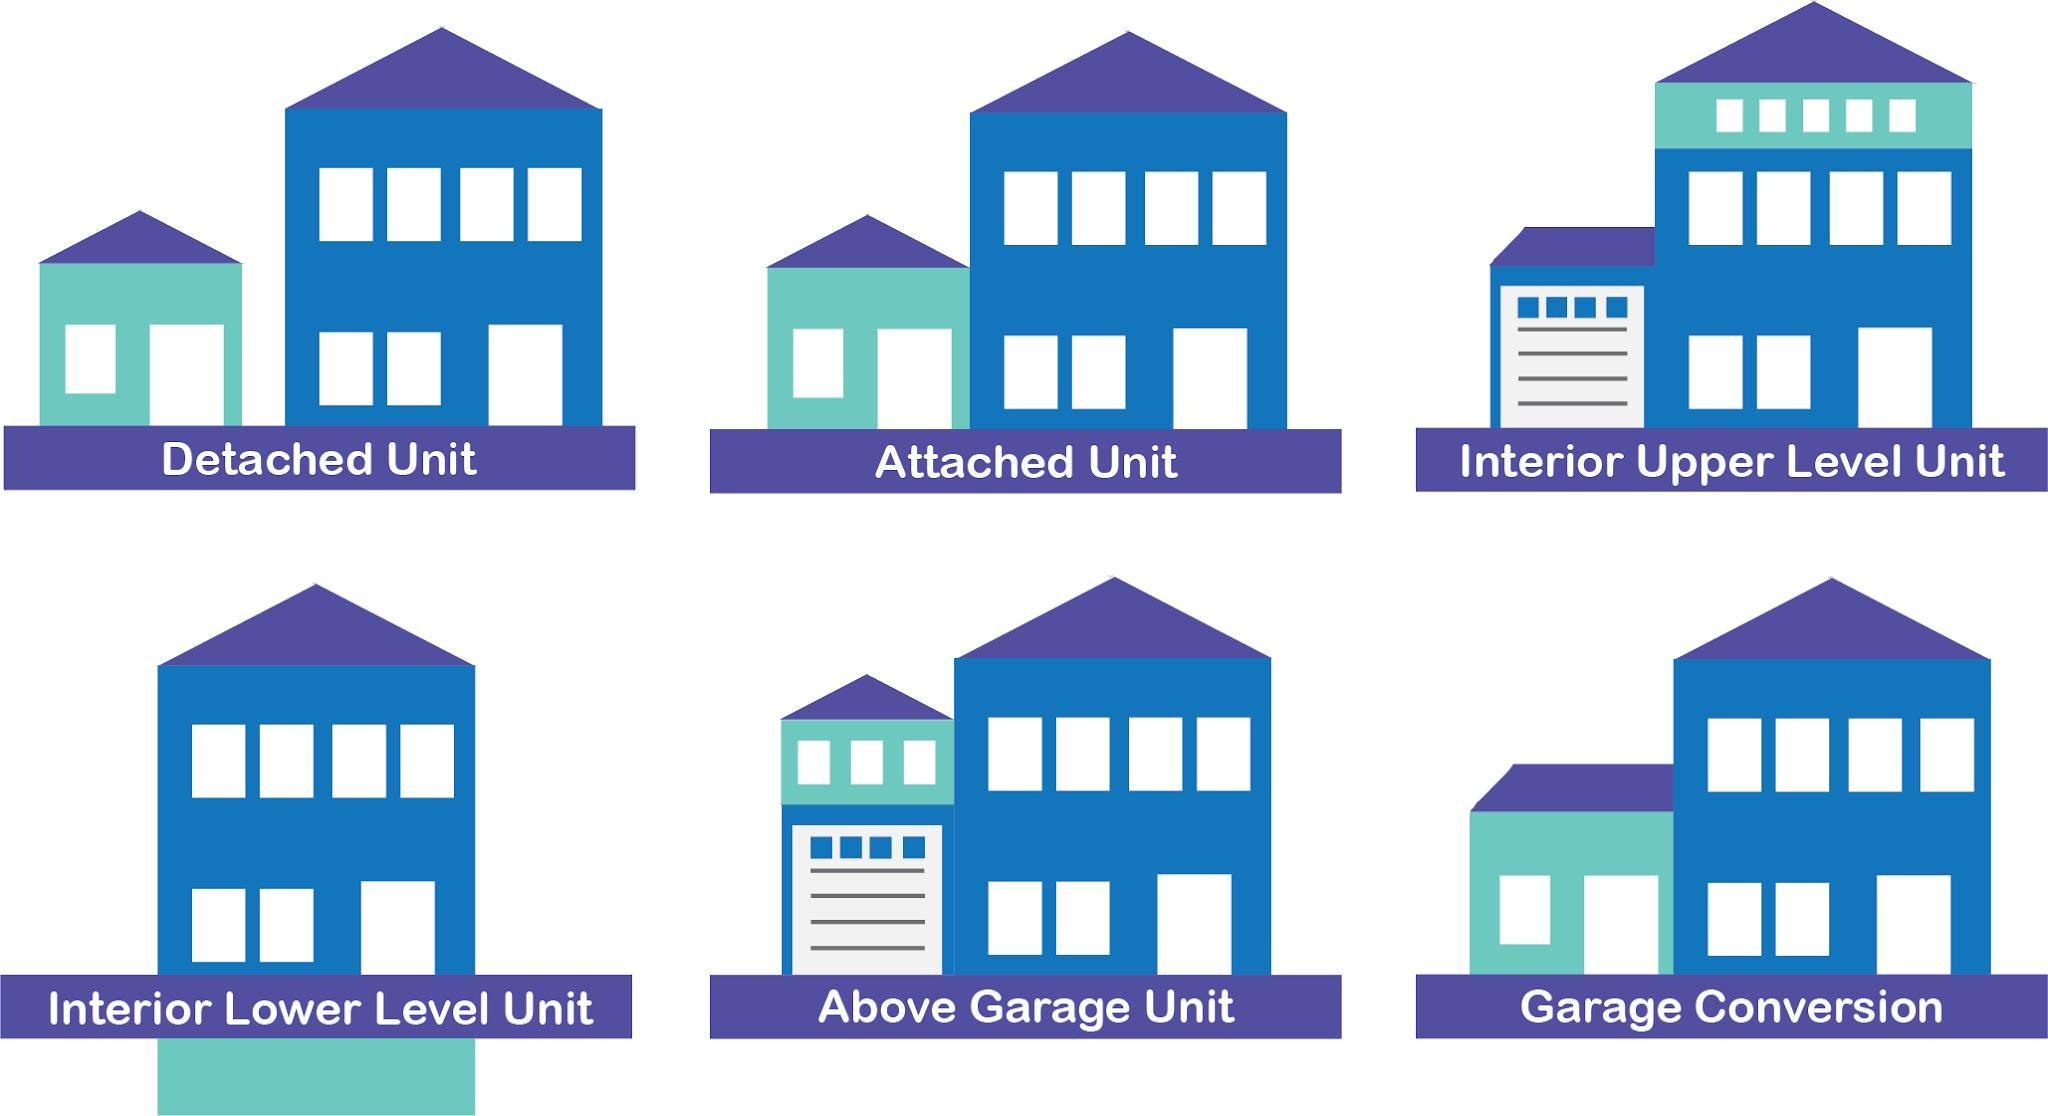 Detached Unit
Attached Unit
Interior Upper Level Unit
Interior Lower Level Unit
Above Garage Unit
Garage Conversion